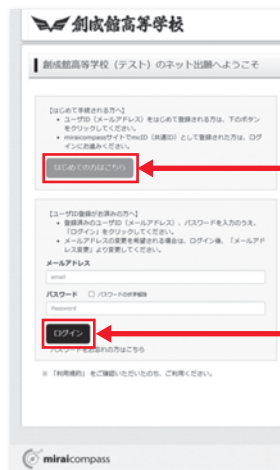 創成館高等学校
創成館高等学校（テスト）のネット出願へようこそ
【はじめて手続される方へ】
• ユーザID（メールアドレス）をはじめて登録される方は、下のボタン
をクリックしてください。
• miraicompassサイトでmcID（共通ID）として登録された方は、ログ
インにお進みください。
はじめての方はこちら
【ユーザID登録がお済みの方へ】
• 登録済みのユーザID（メールアドレス）、パスワードを入力のうえ、
「ログイン」をクリックしてください。
• メールアドレスの変更を希望される場合は、ログイン後、「メールアド
レス変更」より変更してください。
メールアドレス
email
パスワード □ パスワードの伏字解除
Password
ログイン
パスワードをお忘れの方はこちら
※ 「利用規約」をご確認いただいたのち、ご利用ください。
miraicompass